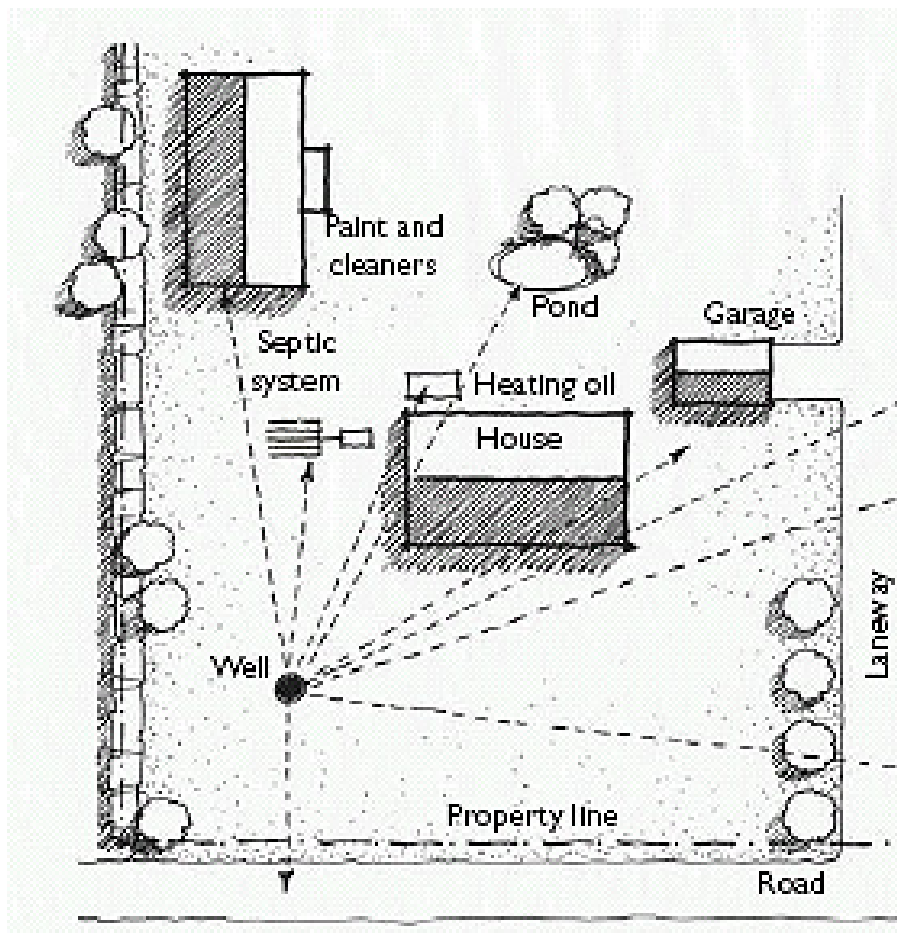 Paint and
cleaners
Pond
Garage
Septic
system
Heating oil
House
Laneway
Well
Property line
Road